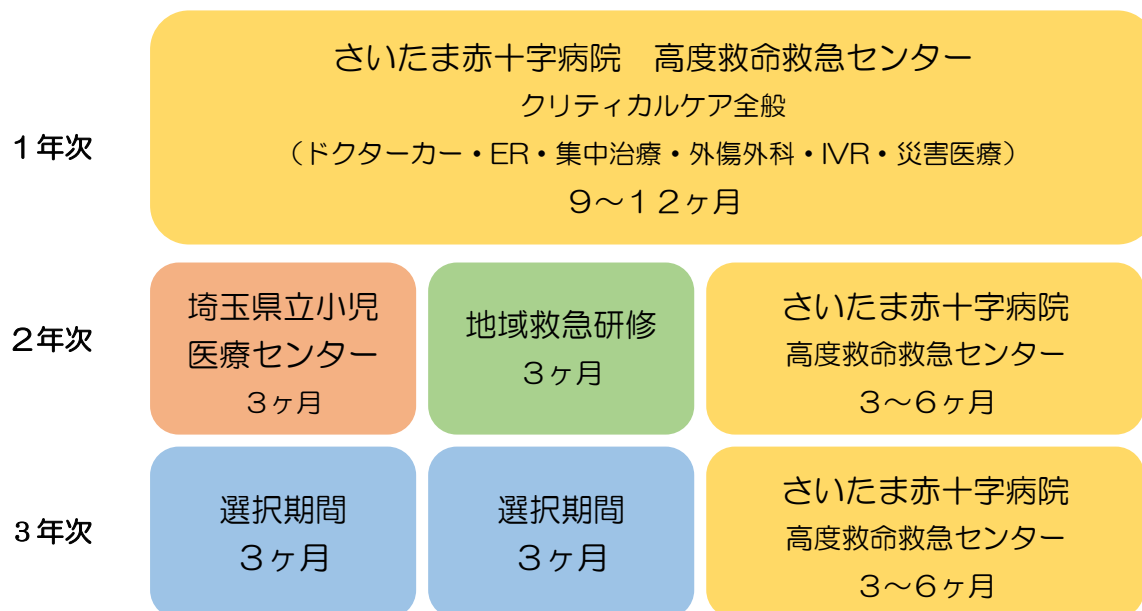 1年次
さいたま赤十字病院　高度救命救急センター
クリティカルケア全般
（ドクターカー・ER・集中治療・外傷外科・IVR・災害医療）
９～１２ヶ月
2年次
埼玉県立小児
医療センター
３ヶ月
地域救急研修
３ヶ月
さいたま赤十字病院
高度救命救急センター
３～６ヶ月
3年次
選択期間
３ヶ月
選択期間
３ヶ月
さいたま赤十字病院
高度救命救急センター
３～６ヶ月